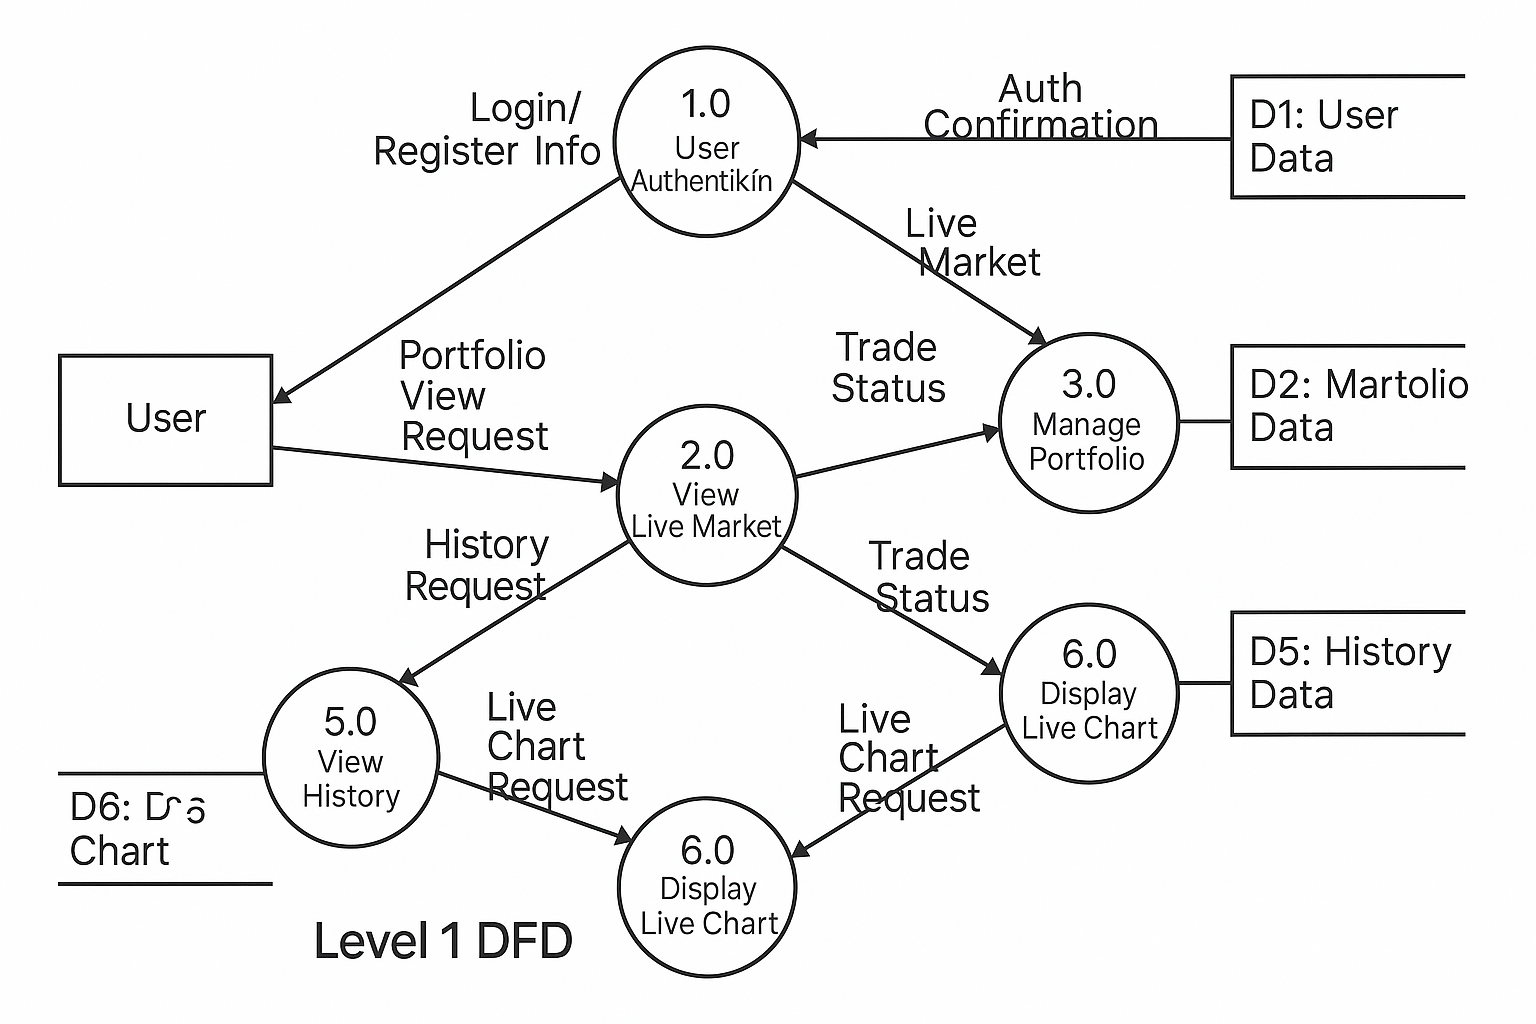 Login/
Register Info
1.0
User
Authentikín
Auth
Confirmation
D1: User
Data
Live
Market
User
Portfolio
View
Request
Trade
Status
2.0
View
Live Market
3.0
Manage
Portfolio
D2: Martolio
Data
History
Request
Trade
Status
6.0
Display
Live Chart
D5: History
Data
5.0
View
History
Live
Chart
Request
Live
Chart
Request
D6:
Chart
6.0
Display
Live Chart
Level 1 DFD